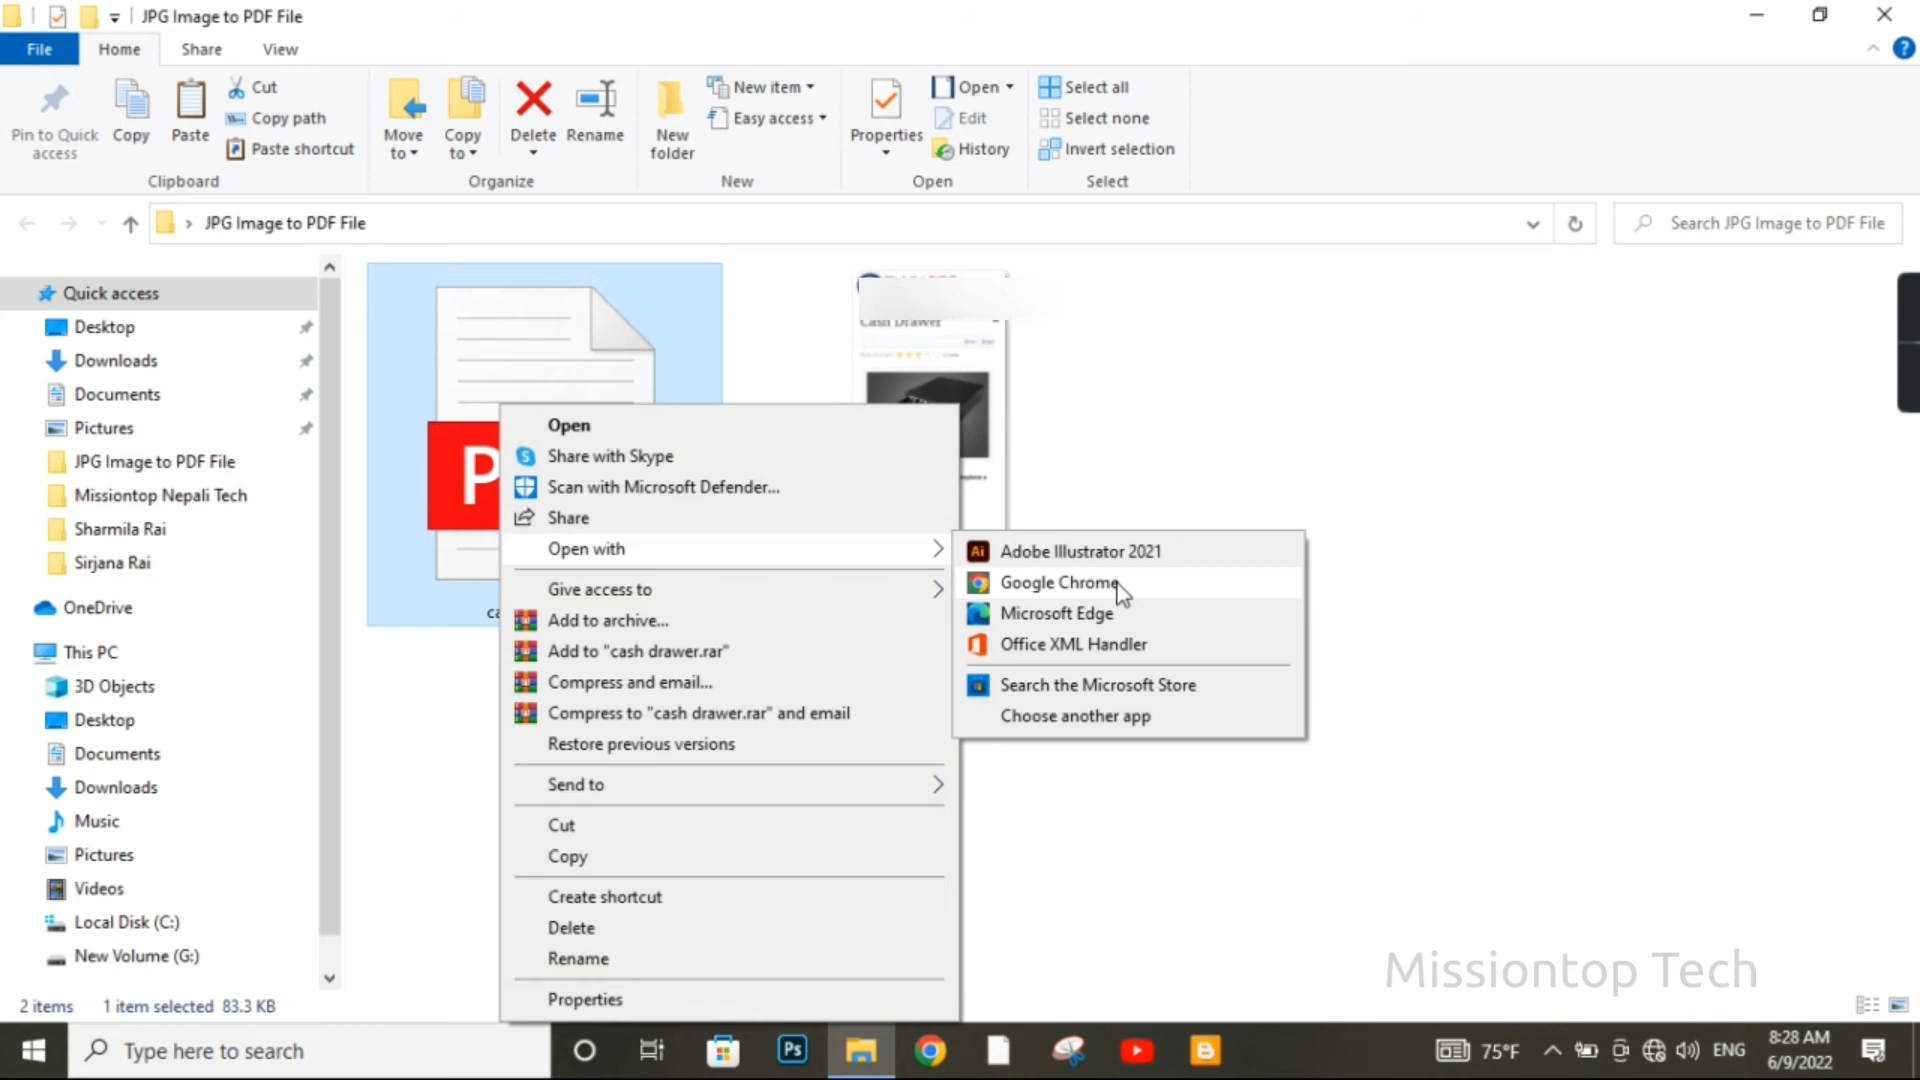 JPG Image to PDF File
File Home Share View
Pin to Quick access
Copy
Paste
Cut
Copy path
Paste shortcut
Clipboard
Move to
Copy to
Delete
Rename
Organize
New folder
New item
Easy access
New
Properties
Open
Edit
History
Open
Select all
Select none
Invert selection
Select
JPG Image to PDF File
Search JPG Image to PDF File
Quick access
Desktop
Downloads
Documents
Pictures
JPG Image to PDF File
Missiontop Nepali Tech
Sharmila Rai
Sirjana Rai
OneDrive
This PC
3D Objects
Desktop
Documents
Downloads
Music
Pictures
Videos
Local Disk (C:)
New Volume (G:)
Cash Drawer
P
ca
Open
Share with Skype
Scan with Microsoft Defender...
Share
Open with
Give access to
Add to archive...
Add to "cash drawer.rar"
Compress and email...
Compress to "cash drawer.rar" and email
Restore previous versions
Send to
Cut
Copy
Create shortcut
Delete
Rename
Properties
Ai Adobe Illustrator 2021
Google Chrome
Microsoft Edge
Office XML Handler
Search the Microsoft Store
Choose another app
Missiontop Tech
2 items 1 item selected 83.3 KB
Type here to search
Ps
75°F
ENG
8:28 AM
6/9/2022